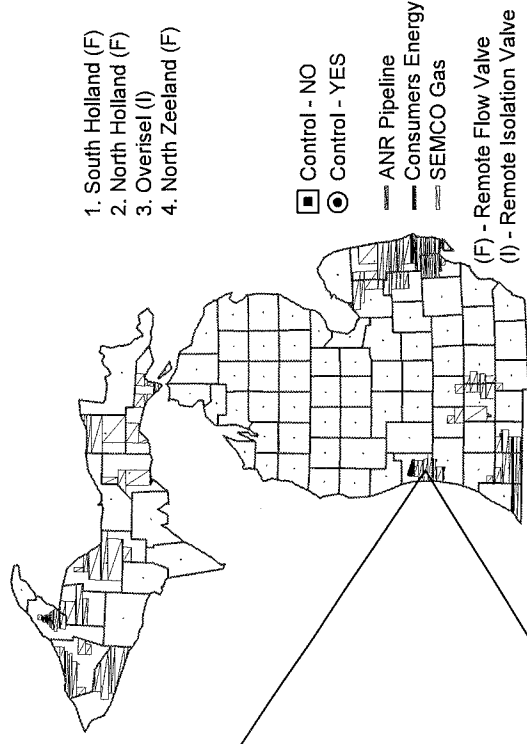 1. South Holland (F)
2. North Holland (F)
3. Overisel (I)
4. North Zeeland (F)
Control - NO
Control - YES
ANR Pipeline
Consumers Energy
SEMCO Gas
(F) - Remote Flow Valve
(I) - Remote Isolation Valve